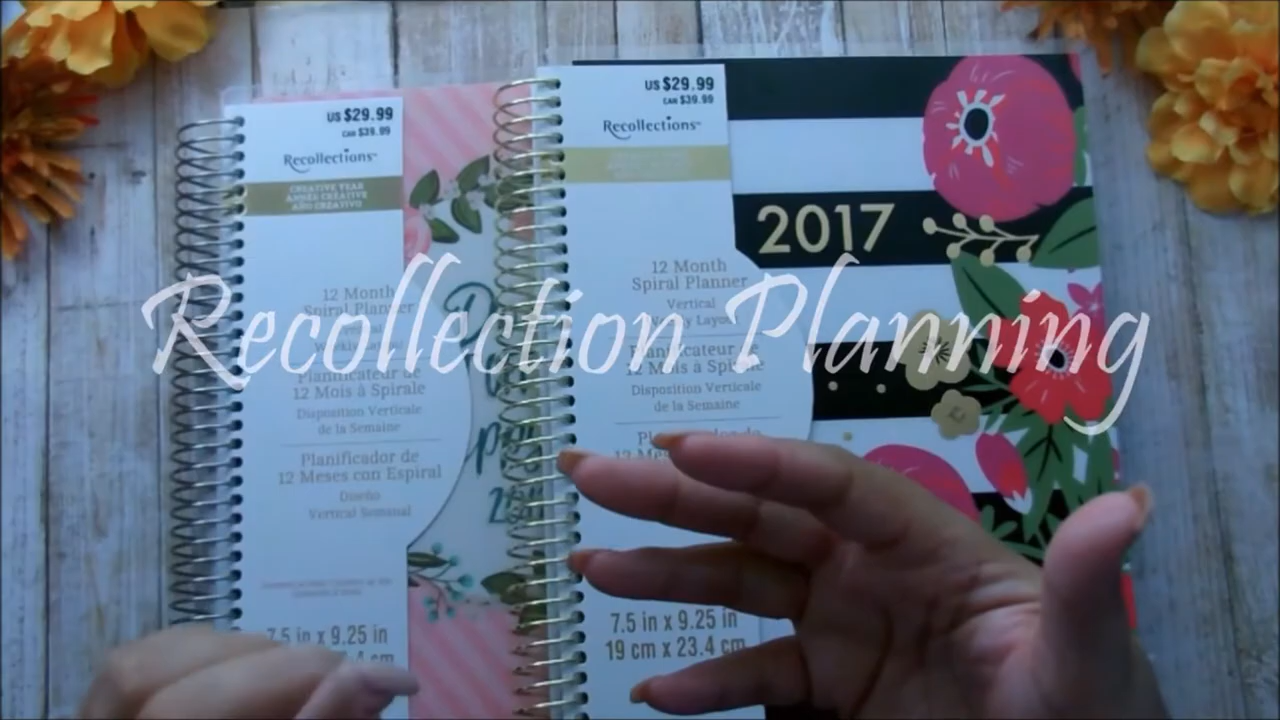 US $29.99
CAN $39.99
Recollections™
CREATIVE YEAR
ANNÉE CRÉATIVE
AÑO CREATIVO
12 Month
Spiral Planner
Planificateur de
12 Mois à Spirale
Disposition Verticale
de la Semaine
Planificador de
12 Meses con Espiral
Diseño
Vertical Semanal
7.5 in x 9.25 in
US $29.99
CAN $39.99
Recollections™
12 Month
Spiral Planner
Vertical
Weekly Layout
Planificateur de
12 Mois à Spirale
Disposition Verticale
de la Semaine
7.5 in x 9.25 in
19 cm x 23.4 cm
2017
Recollection Planning